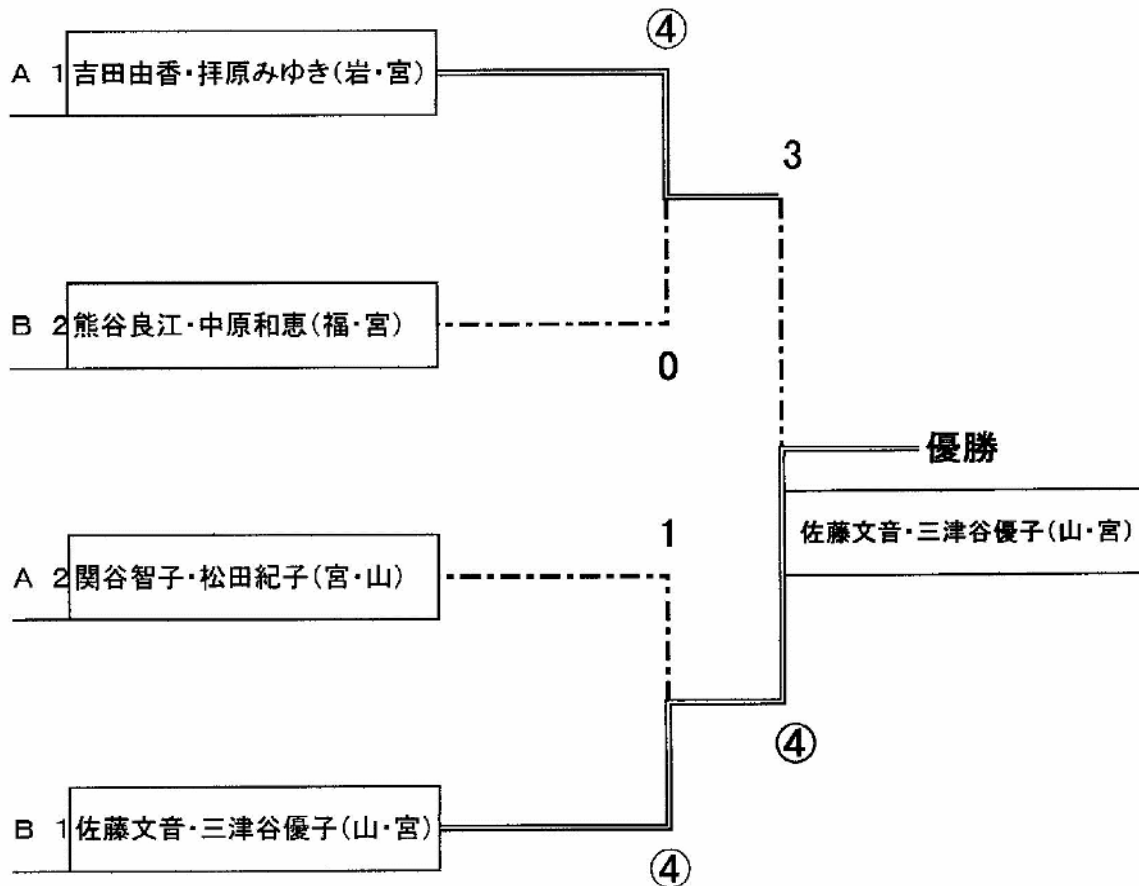 ④
A 1 吉田由香・拝原みゆき(岩・宮)
3
B 2 熊谷良江・中原和恵(福・宮)
0
優勝
佐藤文音・三津谷優子(山・宮)
1
A 2 関谷智子・松田紀子(宮・山)
④
B 1 佐藤文音・三津谷優子(山・宮)
④